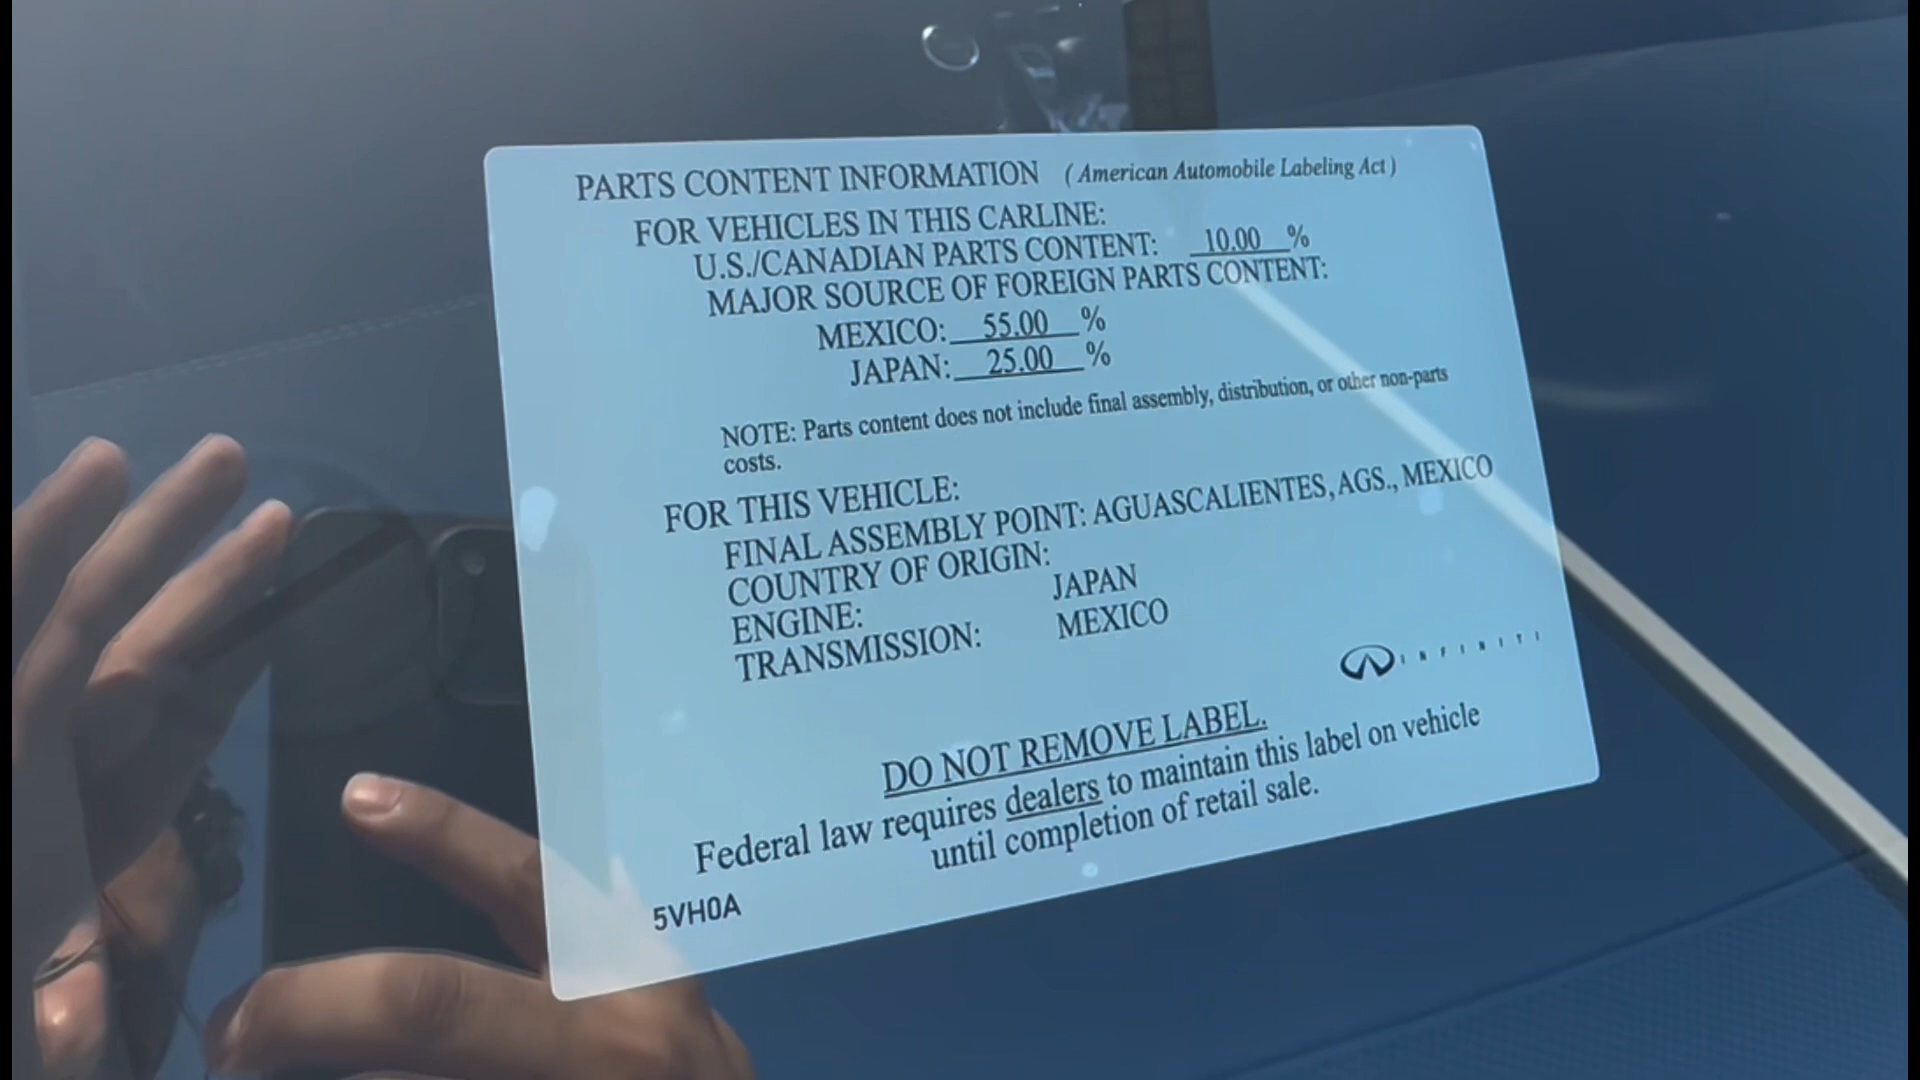 PARTS CONTENT INFORMATION (American Automobile Labeling Act)
FOR VEHICLES IN THIS CARLINE:
U.S./CANADIAN PARTS CONTENT: 10.00 %
MAJOR SOURCE OF FOREIGN PARTS CONTENT:
MEXICO: 55.00 %
JAPAN: 25.00 %
NOTE: Parts content does not include final assembly, distribution, or other non-parts
costs.
FOR THIS VEHICLE:
FINAL ASSEMBLY POINT: AGUASCALIENTES, AGS., MEXICO
COUNTRY OF ORIGIN:
ENGINE: JAPAN
TRANSMISSION: MEXICO
INFINITI
DO NOT REMOVE LABEL.
Federal law requires dealers to maintain this label on vehicle
until completion of retail sale.
5VH0A